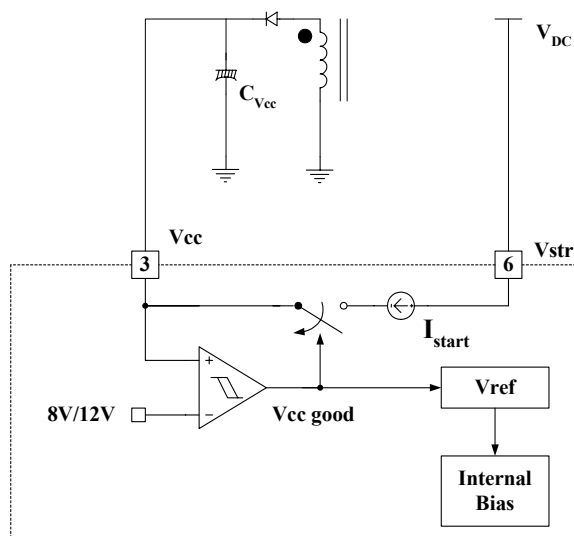 V_DC
C_Vcc
Vcc
Vstr
3
6
I_start
+
−
8V/12V
Vcc good
Vref
Internal
Bias